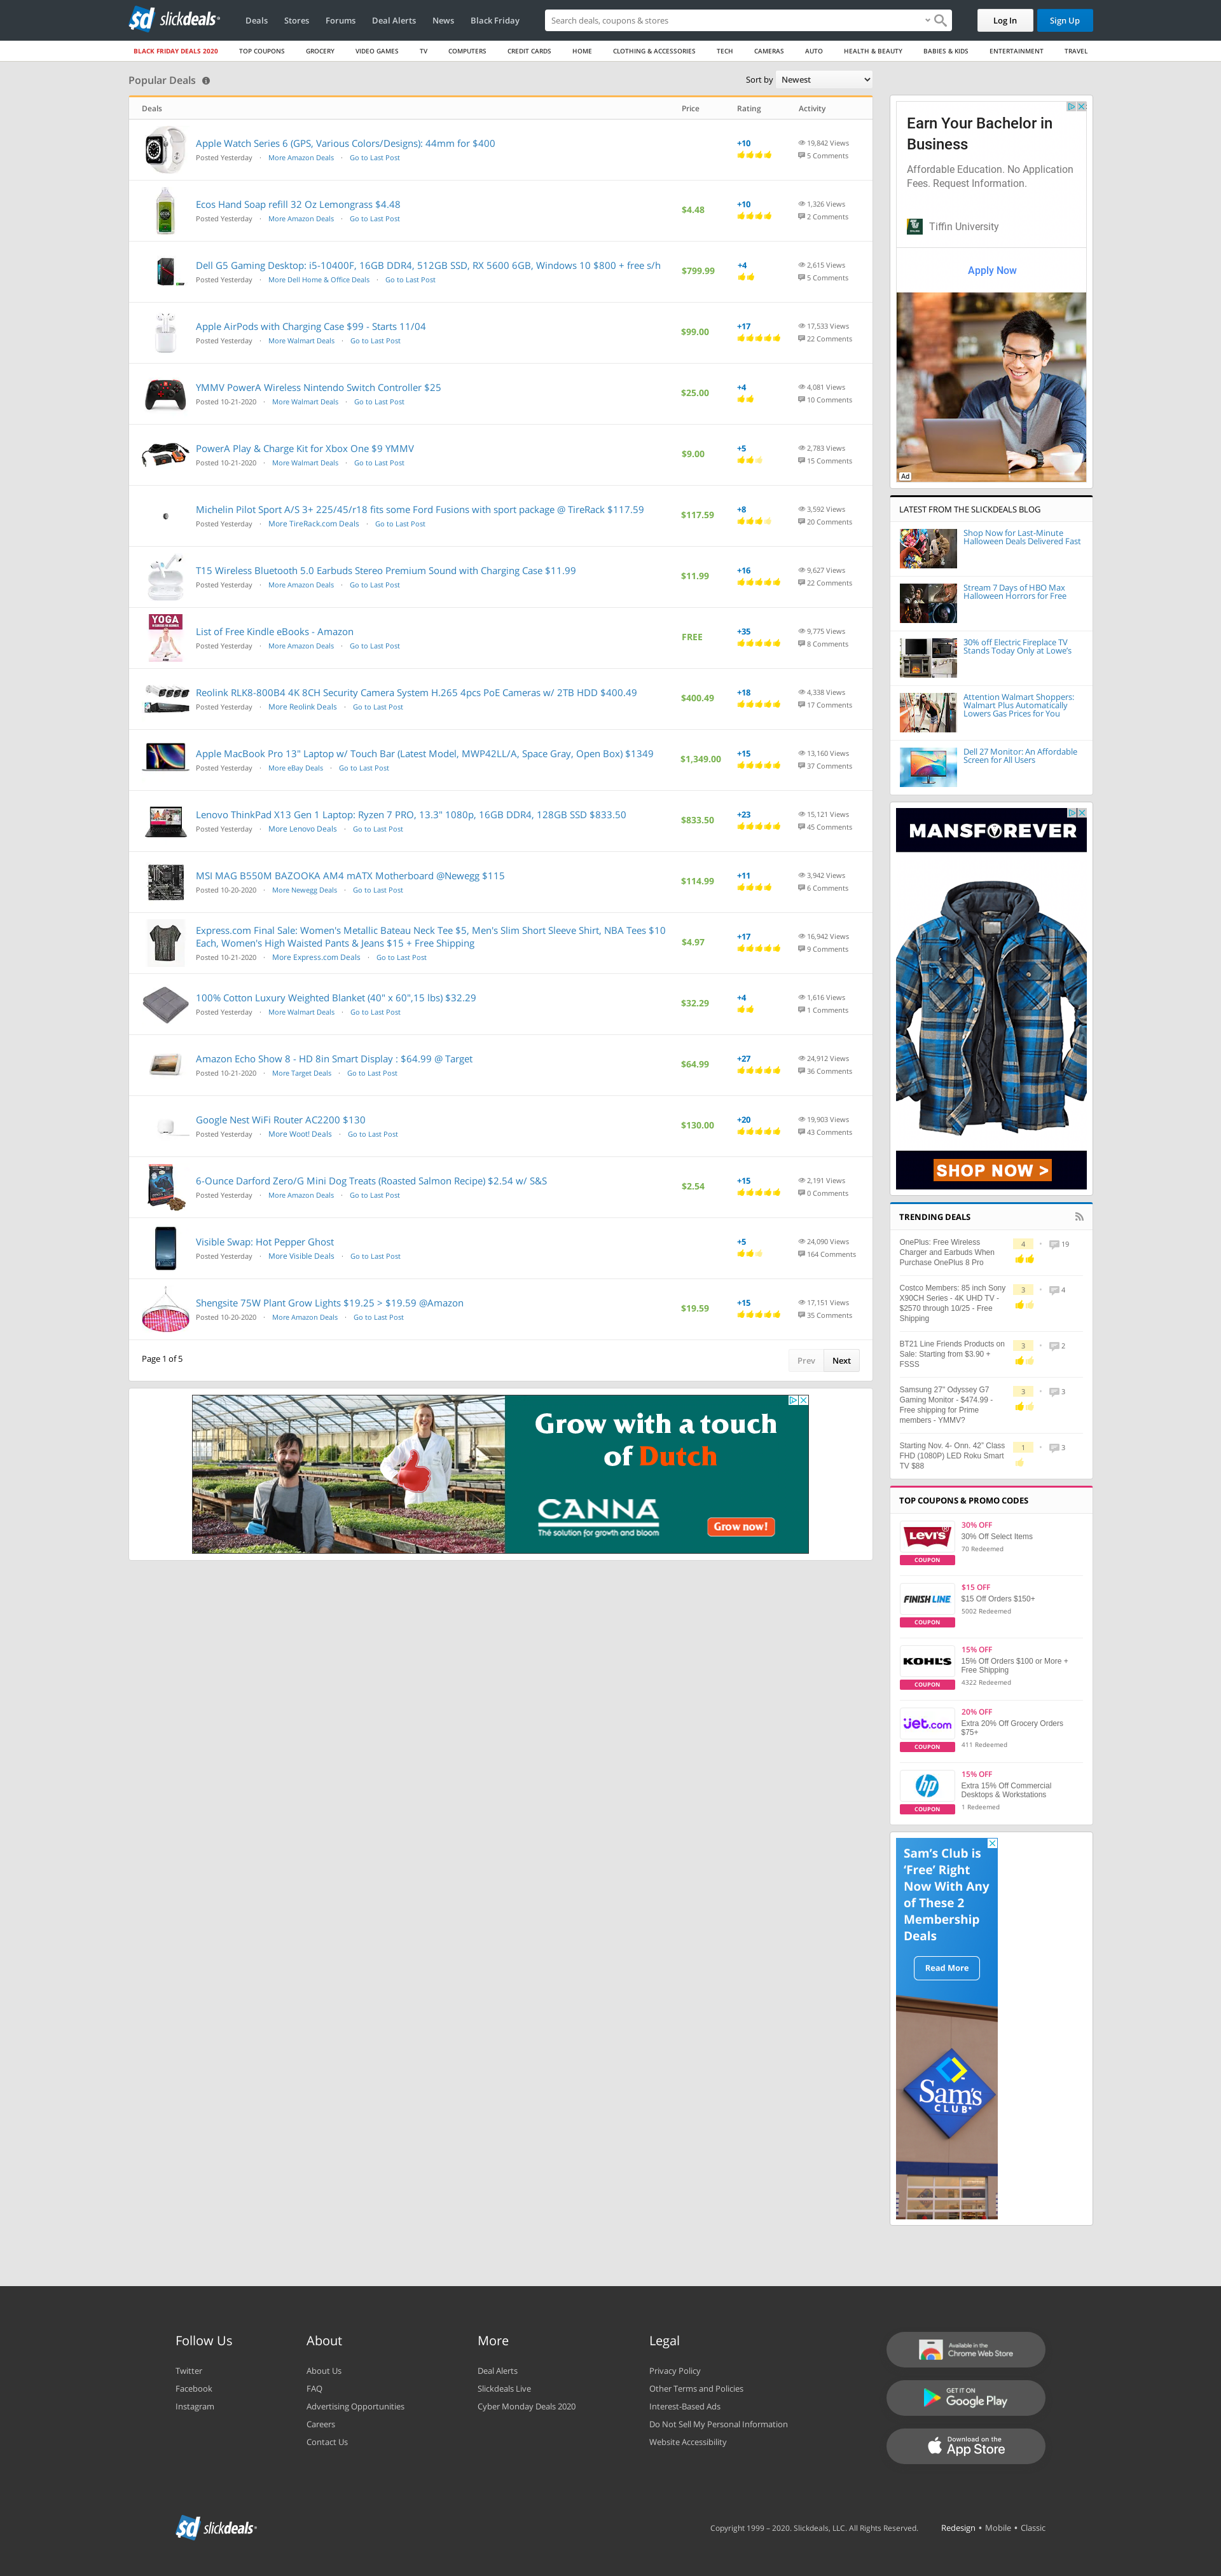 slickdeals
Deals Stores Forums Deal Alerts News Black Friday
Search deals, coupons & stores
Log In Sign Up
BLACK FRIDAY DEALS 2020 TOP COUPONS GROCERY VIDEO GAMES TV COMPUTERS CREDIT CARDS HOME CLOTHING & ACCESSORIES TECH CAMERAS AUTO HEALTH & BEAUTY BABIES & KIDS ENTERTAINMENT TRAVEL
Popular Deals
Sort by Newest
Deals Price Rating Activity
Apple Watch Series 6 (GPS, Various Colors/Designs): 44mm for $400
Posted Yesterday · More Amazon Deals · Go to Last Post
+10
19,842 Views
5 Comments
Ecos Hand Soap refill 32 Oz Lemongrass $4.48
Posted Yesterday · More Amazon Deals · Go to Last Post
$4.48
+10
1,326 Views
2 Comments
Dell G5 Gaming Desktop: i5-10400F, 16GB DDR4, 512GB SSD, RX 5600 6GB, Windows 10 $800 + free s/h
Posted Yesterday · More Dell Home & Office Deals · Go to Last Post
$799.99
+4
2,615 Views
5 Comments
Apple AirPods with Charging Case $99 - Starts 11/04
Posted Yesterday · More Walmart Deals · Go to Last Post
$99.00
+17
17,533 Views
22 Comments
YMMV PowerA Wireless Nintendo Switch Controller $25
Posted 10-21-2020 · More Walmart Deals · Go to Last Post
$25.00
+4
4,081 Views
10 Comments
PowerA Play & Charge Kit for Xbox One $9 YMMV
Posted 10-21-2020 · More Walmart Deals · Go to Last Post
$9.00
+5
2,783 Views
15 Comments
Michelin Pilot Sport A/S 3+ 225/45/r18 fits some Ford Fusions with sport package @ TireRack $117.59
Posted Yesterday · More TireRack.com Deals · Go to Last Post
$117.59
+8
3,592 Views
20 Comments
T15 Wireless Bluetooth 5.0 Earbuds Stereo Premium Sound with Charging Case $11.99
Posted Yesterday · More Amazon Deals · Go to Last Post
$11.99
+16
9,627 Views
22 Comments
YOGA
List of Free Kindle eBooks - Amazon
Posted Yesterday · More Amazon Deals · Go to Last Post
FREE
+35
9,775 Views
8 Comments
Reolink RLK8-800B4 4K 8CH Security Camera System H.265 4pcs PoE Cameras w/ 2TB HDD $400.49
Posted Yesterday · More Reolink Deals · Go to Last Post
$400.49
+18
4,338 Views
17 Comments
Apple MacBook Pro 13" Laptop w/ Touch Bar (Latest Model, MWP42LL/A, Space Gray, Open Box) $1349
Posted Yesterday · More eBay Deals · Go to Last Post
$1,349.00
+15
13,160 Views
37 Comments
Lenovo ThinkPad X13 Gen 1 Laptop: Ryzen 7 PRO, 13.3" 1080p, 16GB DDR4, 128GB SSD $833.50
Posted Yesterday · More Lenovo Deals · Go to Last Post
$833.50
+23
15,121 Views
45 Comments
MSI MAG B550M BAZOOKA AM4 mATX Motherboard @Newegg $115
Posted 10-20-2020 · More Newegg Deals · Go to Last Post
$114.99
+11
3,942 Views
6 Comments
Express.com Final Sale: Women's Metallic Bateau Neck Tee $5, Men's Slim Short Sleeve Shirt, NBA Tees $10
Each, Women's High Waisted Pants & Jeans $15 + Free Shipping
Posted 10-21-2020 · More Express.com Deals · Go to Last Post
$4.97
+17
16,942 Views
9 Comments
100% Cotton Luxury Weighted Blanket (40" x 60",15 lbs) $32.29
Posted Yesterday · More Walmart Deals · Go to Last Post
$32.29
+4
1,616 Views
1 Comments
Amazon Echo Show 8 - HD 8in Smart Display : $64.99 @ Target
Posted 10-21-2020 · More Target Deals · Go to Last Post
$64.99
+27
24,912 Views
36 Comments
Google Nest WiFi Router AC2200 $130
Posted Yesterday · More Woot! Deals · Go to Last Post
$130.00
+20
19,903 Views
43 Comments
6-Ounce Darford Zero/G Mini Dog Treats (Roasted Salmon Recipe) $2.54 w/ S&S
Posted Yesterday · More Amazon Deals · Go to Last Post
$2.54
+15
2,191 Views
0 Comments
Visible Swap: Hot Pepper Ghost
Posted Yesterday · More Visible Deals · Go to Last Post
+5
24,090 Views
164 Comments
Shengsite 75W Plant Grow Lights $19.25 > $19.59 @Amazon
Posted 10-20-2020 · More Amazon Deals · Go to Last Post
$19.59
+15
17,151 Views
35 Comments
Page 1 of 5
Prev Next
Grow with a touch
of Dutch
CANNA
The solution for growth and bloom
Grow now!
Earn Your Bachelor in
Business
Affordable Education. No Application
Fees. Request Information.
Tiffin University
Apply Now
Ad
LATEST FROM THE SLICKDEALS BLOG
Shop Now for Last-Minute
Halloween Deals Delivered Fast
Stream 7 Days of HBO Max
Halloween Horrors for Free
30% off Electric Fireplace TV
Stands Today Only at Lowe's
Attention Walmart Shoppers:
Walmart Plus Automatically
Lowers Gas Prices for You
Dell 27 Monitor: An Affordable
Screen for All Users
MANSFOREVER
SHOP NOW >
TRENDING DEALS
OnePlus: Free Wireless
Charger and Earbuds When
Purchase OnePlus 8 Pro
4 · 19
Costco Members: 85 inch Sony
X90CH Series - 4K UHD TV -
$2570 through 10/25 - Free
Shipping
3 · 4
BT21 Line Friends Products on
Sale: Starting from $3.90 +
FSSS
3 · 2
Samsung 27" Odyssey G7
Gaming Monitor - $474.99 -
Free shipping for Prime
members - YMMV?
3 · 3
Starting Nov. 4- Onn. 42" Class
FHD (1080P) LED Roku Smart
TV $88
1 · 3
TOP COUPONS & PROMO CODES
LEVI'S
COUPON
30% OFF
30% Off Select Items
70 Redeemed
FINISH LINE
COUPON
$15 OFF
$15 Off Orders $150+
5002 Redeemed
KOHL'S
COUPON
15% OFF
15% Off Orders $100 or More +
Free Shipping
4322 Redeemed
jet.com
COUPON
20% OFF
Extra 20% Off Grocery Orders
$75+
411 Redeemed
hp
COUPON
15% OFF
Extra 15% Off Commercial
Desktops & Workstations
1 Redeemed
Sam's Club is
'Free' Right
Now With Any
of These 2
Membership
Deals
Read More
Sam's
CLUB
Follow Us
Twitter
Facebook
Instagram
About
About Us
FAQ
Advertising Opportunities
Careers
Contact Us
More
Deal Alerts
Slickdeals Live
Cyber Monday Deals 2020
Legal
Privacy Policy
Other Terms and Policies
Interest-Based Ads
Do Not Sell My Personal Information
Website Accessibility
Available in the
Chrome Web Store
GET IT ON
Google Play
Download on the
App Store
slickdeals
Copyright 1999 – 2020. Slickdeals, LLC. All Rights Reserved.
Redesign • Mobile • Classic